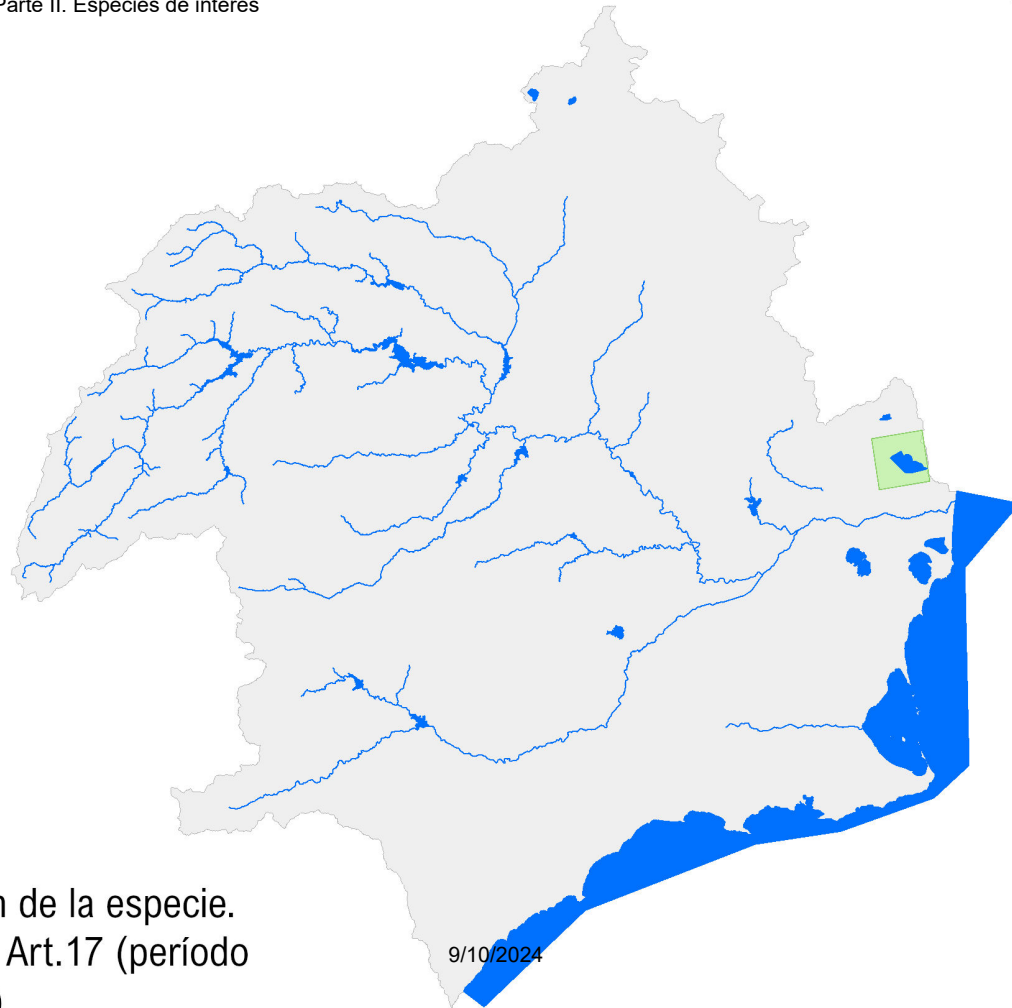 Parte II. Especies de interés
n de la especie.
Art.17 (período
9/10/2024